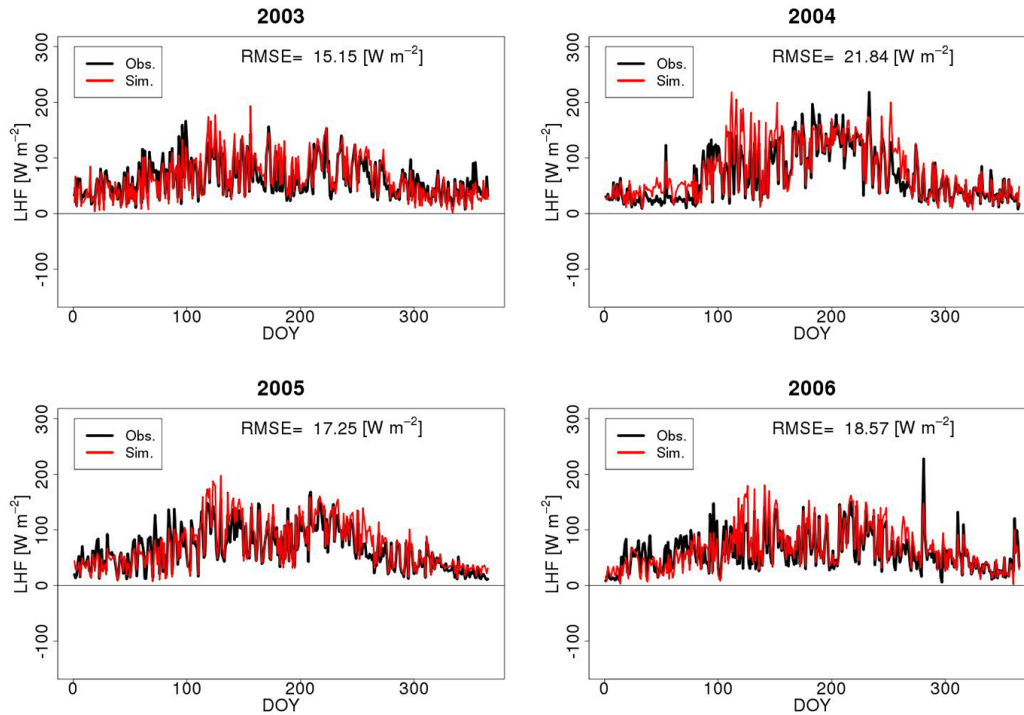 2003
RMSE= 15.15 [W m⁻²]
Obs.
Sim.
LHF [W m⁻²]
300
200
100
0
-100
0 100 200 300
DOY
2004
RMSE= 21.84 [W m⁻²]
Obs.
Sim.
LHF [W m⁻²]
300
200
100
0
-100
0 100 200 300
DOY
2005
RMSE= 17.25 [W m⁻²]
Obs.
Sim.
LHF [W m⁻²]
300
200
100
0
-100
0 100 200 300
DOY
2006
RMSE= 18.57 [W m⁻²]
Obs.
Sim.
LHF [W m⁻²]
300
200
100
0
-100
0 100 200 300
DOY